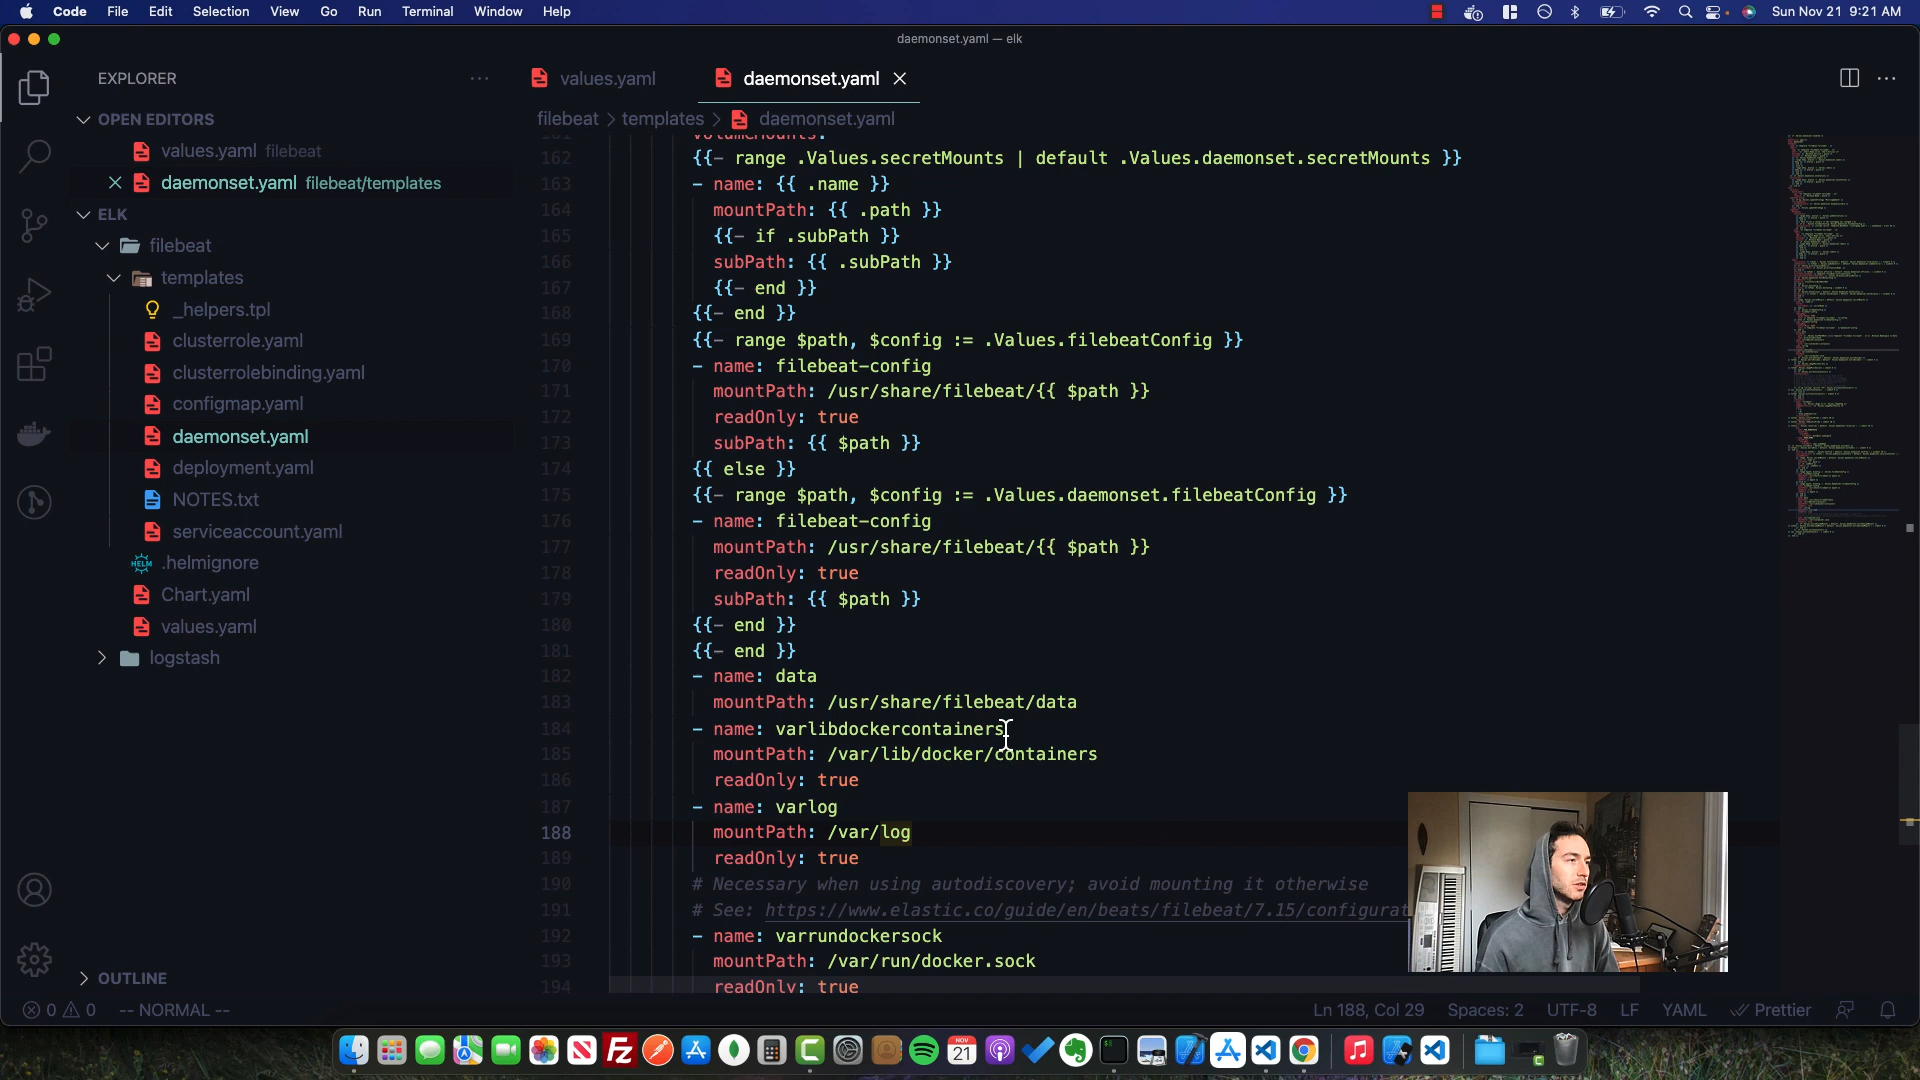 Code File Edit Selection View Go Run Terminal Window Help
Sun Nov 21 9:21 AM
daemonset.yaml — elk
EXPLORER
OPEN EDITORS
values.yaml filebeat
daemonset.yaml filebeat/templates
ELK
filebeat
templates
_helpers.tpl
clusterrole.yaml
clusterrolebinding.yaml
configmap.yaml
daemonset.yaml
deployment.yaml
NOTES.txt
serviceaccount.yaml
HELM .helmignore
Chart.yaml
values.yaml
logstash
OUTLINE
values.yaml
daemonset.yaml
filebeat > templates > daemonset.yaml
161 volumeMounts:
162 {{- range .Values.secretMounts | default .Values.daemonset.secretMounts }}
163 - name: {{ .name }}
164 mountPath: {{ .path }}
165 {{- if .subPath }}
166 subPath: {{ .subPath }}
167 {{- end }}
168 {{- end }}
169 {{- range $path, $config := .Values.filebeatConfig }}
170 - name: filebeat-config
171 mountPath: /usr/share/filebeat/{{ $path }}
172 readOnly: true
173 subPath: {{ $path }}
174 {{ else }}
175 {{- range $path, $config := .Values.daemonset.filebeatConfig }}
176 - name: filebeat-config
177 mountPath: /usr/share/filebeat/{{ $path }}
178 readOnly: true
179 subPath: {{ $path }}
180 {{- end }}
181 {{- end }}
182 - name: data
183 mountPath: /usr/share/filebeat/data
184 - name: varlibdockercontainers
185 mountPath: /var/lib/docker/containers
186 readOnly: true
187 - name: varlog
188 mountPath: /var/log
189 readOnly: true
190 # Necessary when using autodiscovery; avoid mounting it otherwise
191 # See: https://www.elastic.co/guide/en/beats/filebeat/7.15/configurat
192 - name: varrundockersock
193 mountPath: /var/run/docker.sock
194 readOnly: true
0 0 -- NORMAL --
Ln 188, Col 29 Spaces: 2 UTF-8 LF YAML Prettier
NOV
21